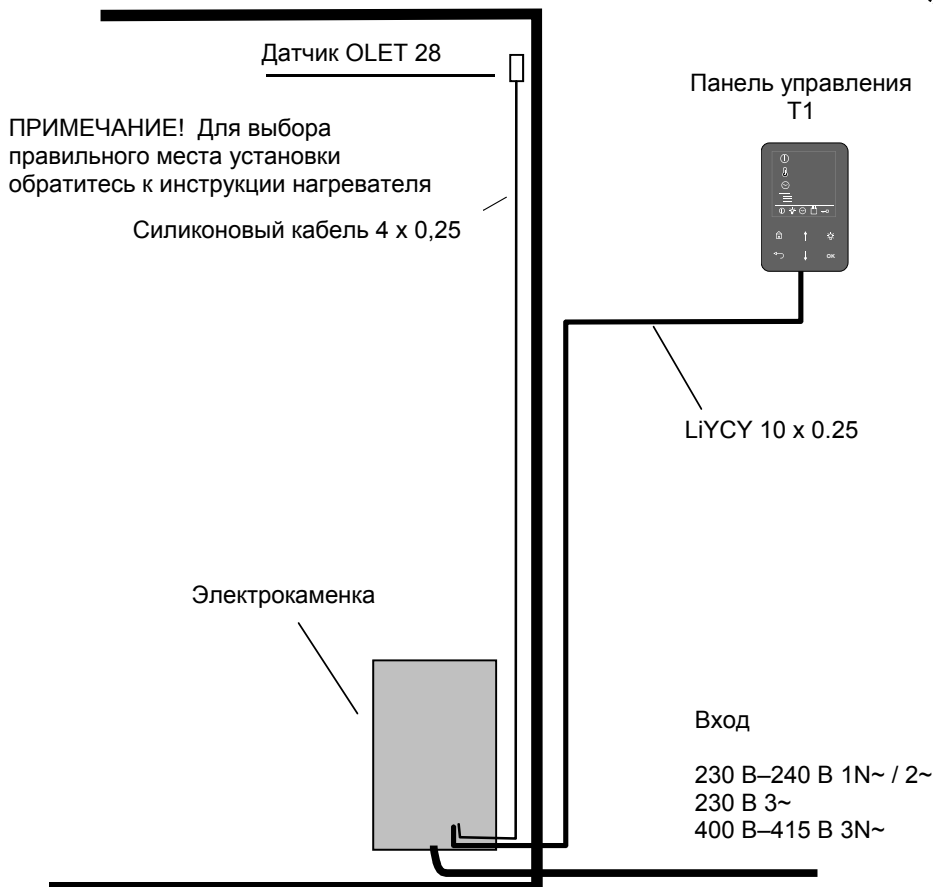 Датчик OLET 28
Панель управления
T1
ПРИМЕЧАНИЕ! Для выбора
правильного места установки
обратитесь к инструкции нагревателя
Силиконовый кабель 4 x 0,25
OK
LiYCY 10 x 0.25
Электрокаменка
Вход
230 В–240 В 1N~ / 2~
230 В 3~
400 В–415 В 3N~